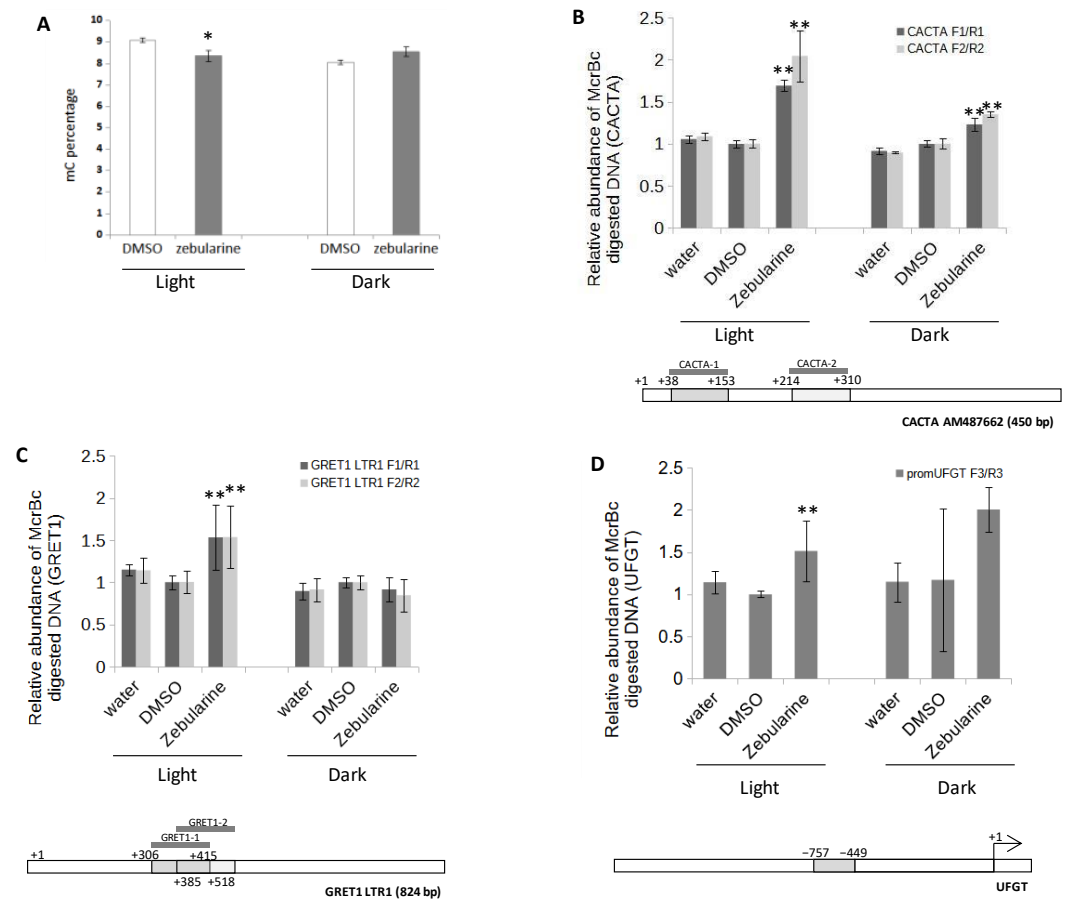 A
10
9
8
7
6
5
4
3
2
1
0
mC percentage
*
DMSO zebularine DMSO zebularine
Light Dark
B
2.5
2
1.5
1
0.5
0
Relative abundance of McrBc
digested DNA (CACTA)
CACTA F1/R1
CACTA F2/R2
**
**
** **
water DMSO Zebularine water DMSO Zebularine
Light Dark
CACTA-1 CACTA-2
+1 +38 +153 +214 +310
CACTA AM487662 (450 bp)
C
2.5
2
1.5
1
0.5
0
Relative abundance of McrBc
digested DNA (GRET1)
GRET1 LTR1 F1/R1
GRET1 LTR1 F2/R2
** **
water DMSO Zebularine water DMSO Zebularine
Light Dark
GRET1-2
GRET1-1
+1 +306 +415
+385 +518
GRET1 LTR1 (824 bp)
D
2.5
2
1.5
1
0.5
0
Relative abundance of McrBc
digested DNA (UFGT)
promUFGT F3/R3
**
water DMSO Zebularine water DMSO Zebularine
Light Dark
+1
−757 −449
UFGT